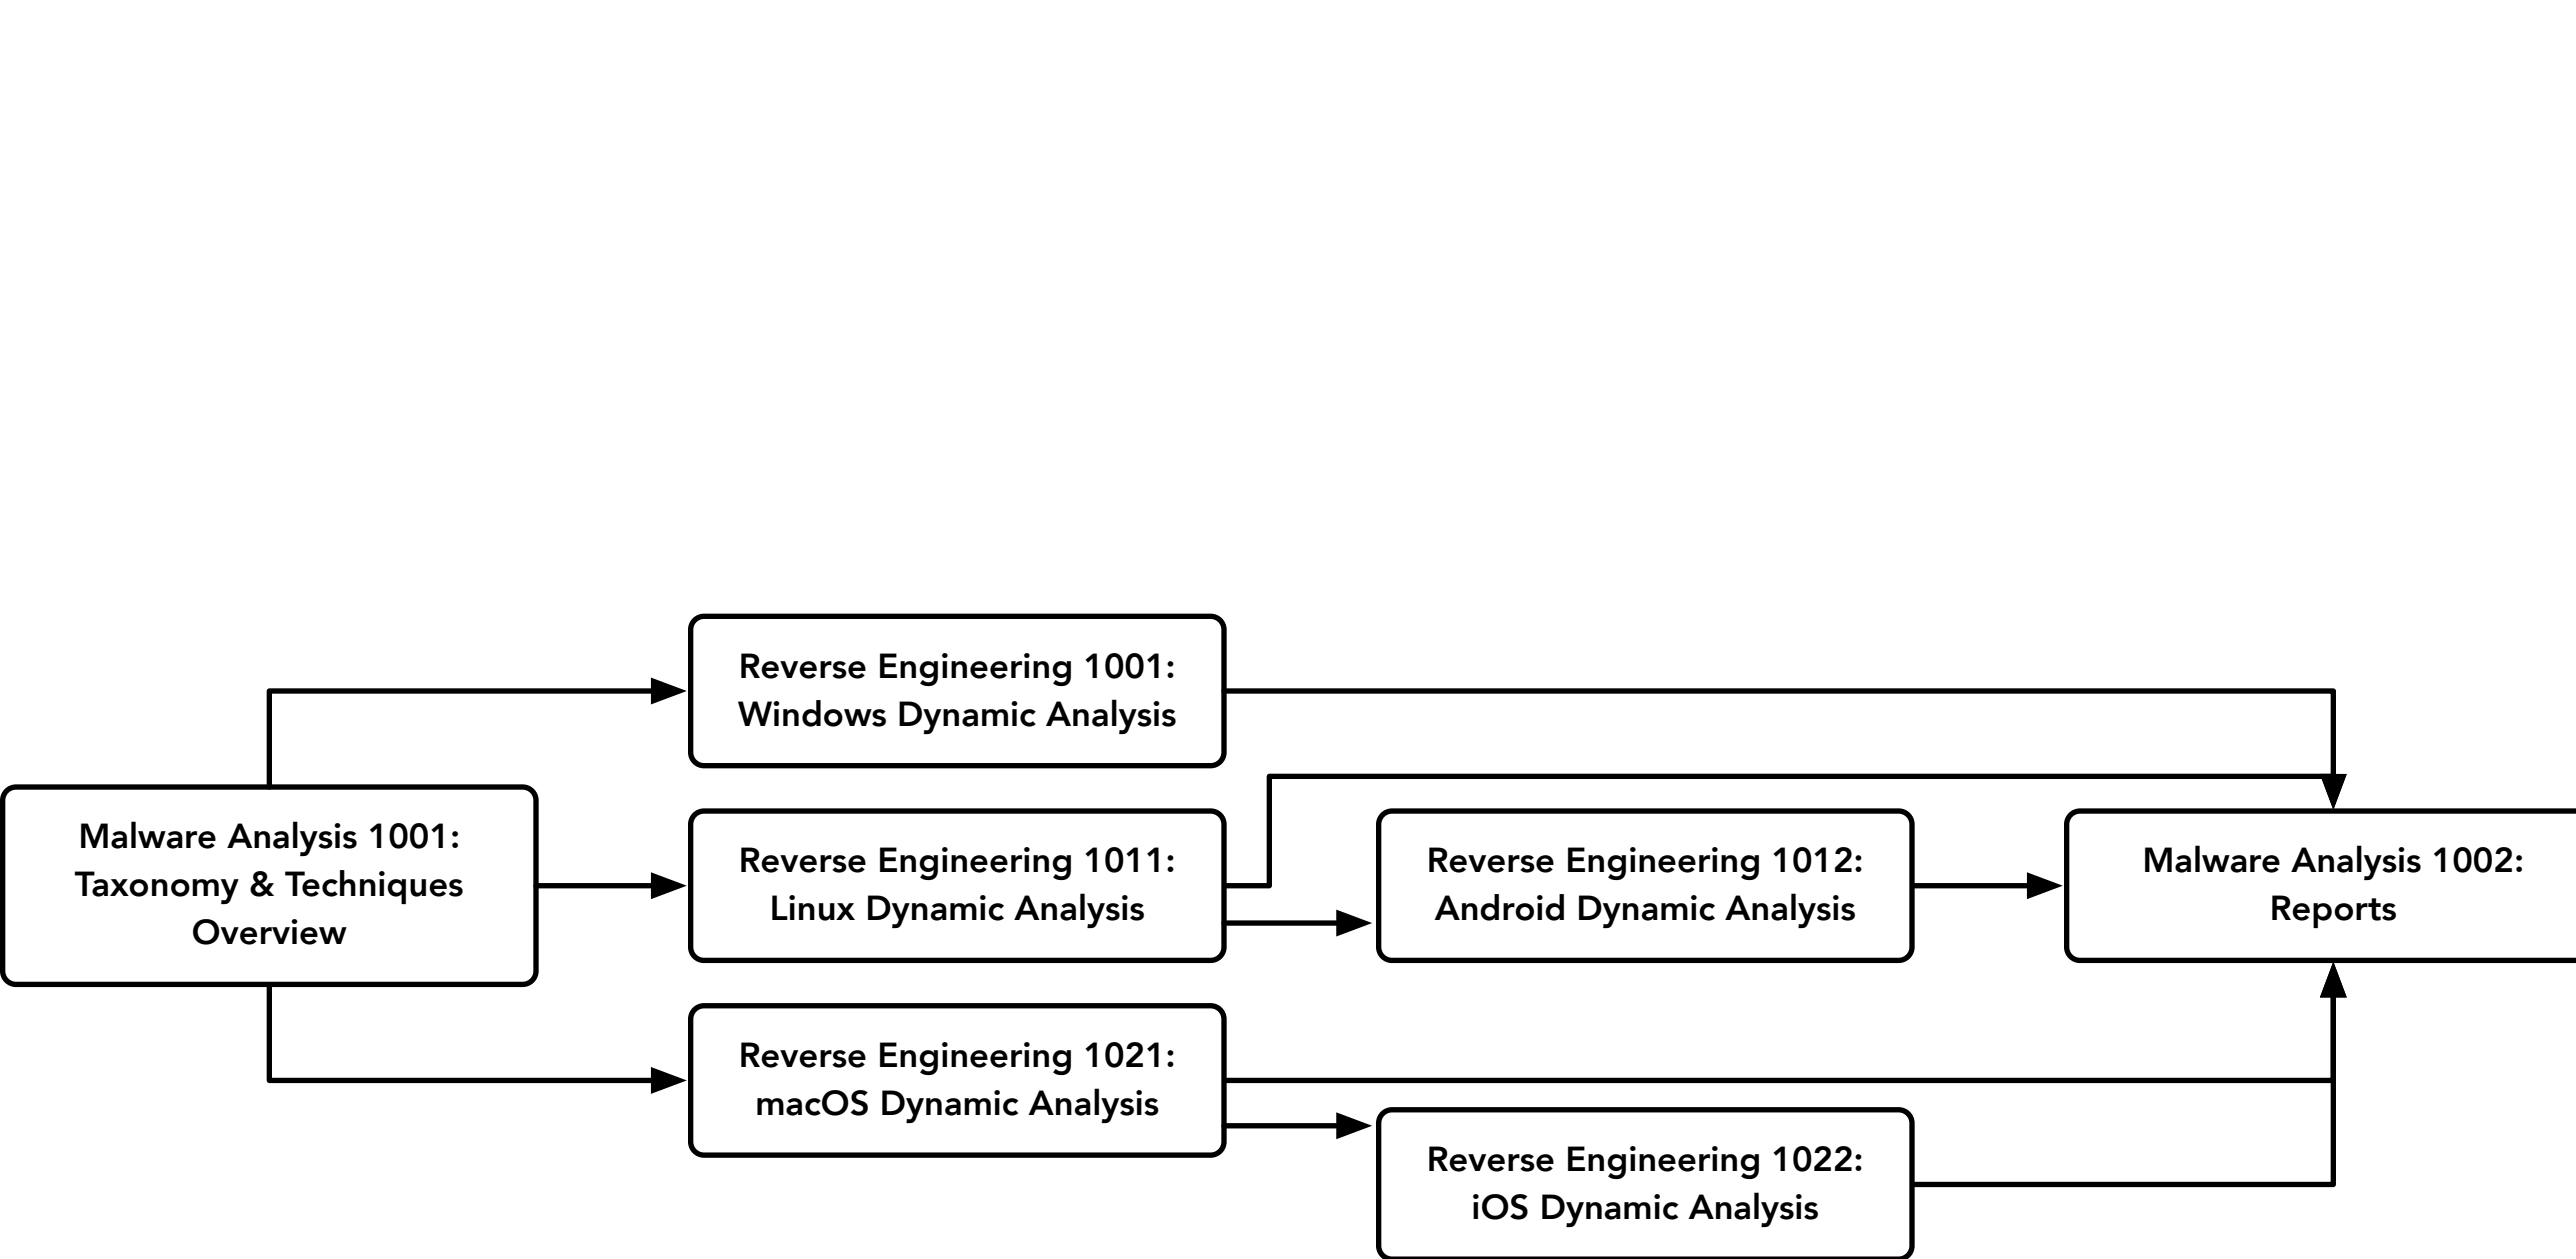 Reverse Engineering 1001:
Windows Dynamic Analysis
Malware Analysis 1001:
Taxonomy & Techniques
Overview
Reverse Engineering 1011:
Linux Dynamic Analysis
Reverse Engineering 1012:
Android Dynamic Analysis
Malware Analysis 1002:
Reports
Reverse Engineering 1021:
macOS Dynamic Analysis
Reverse Engineering 1022:
iOS Dynamic Analysis